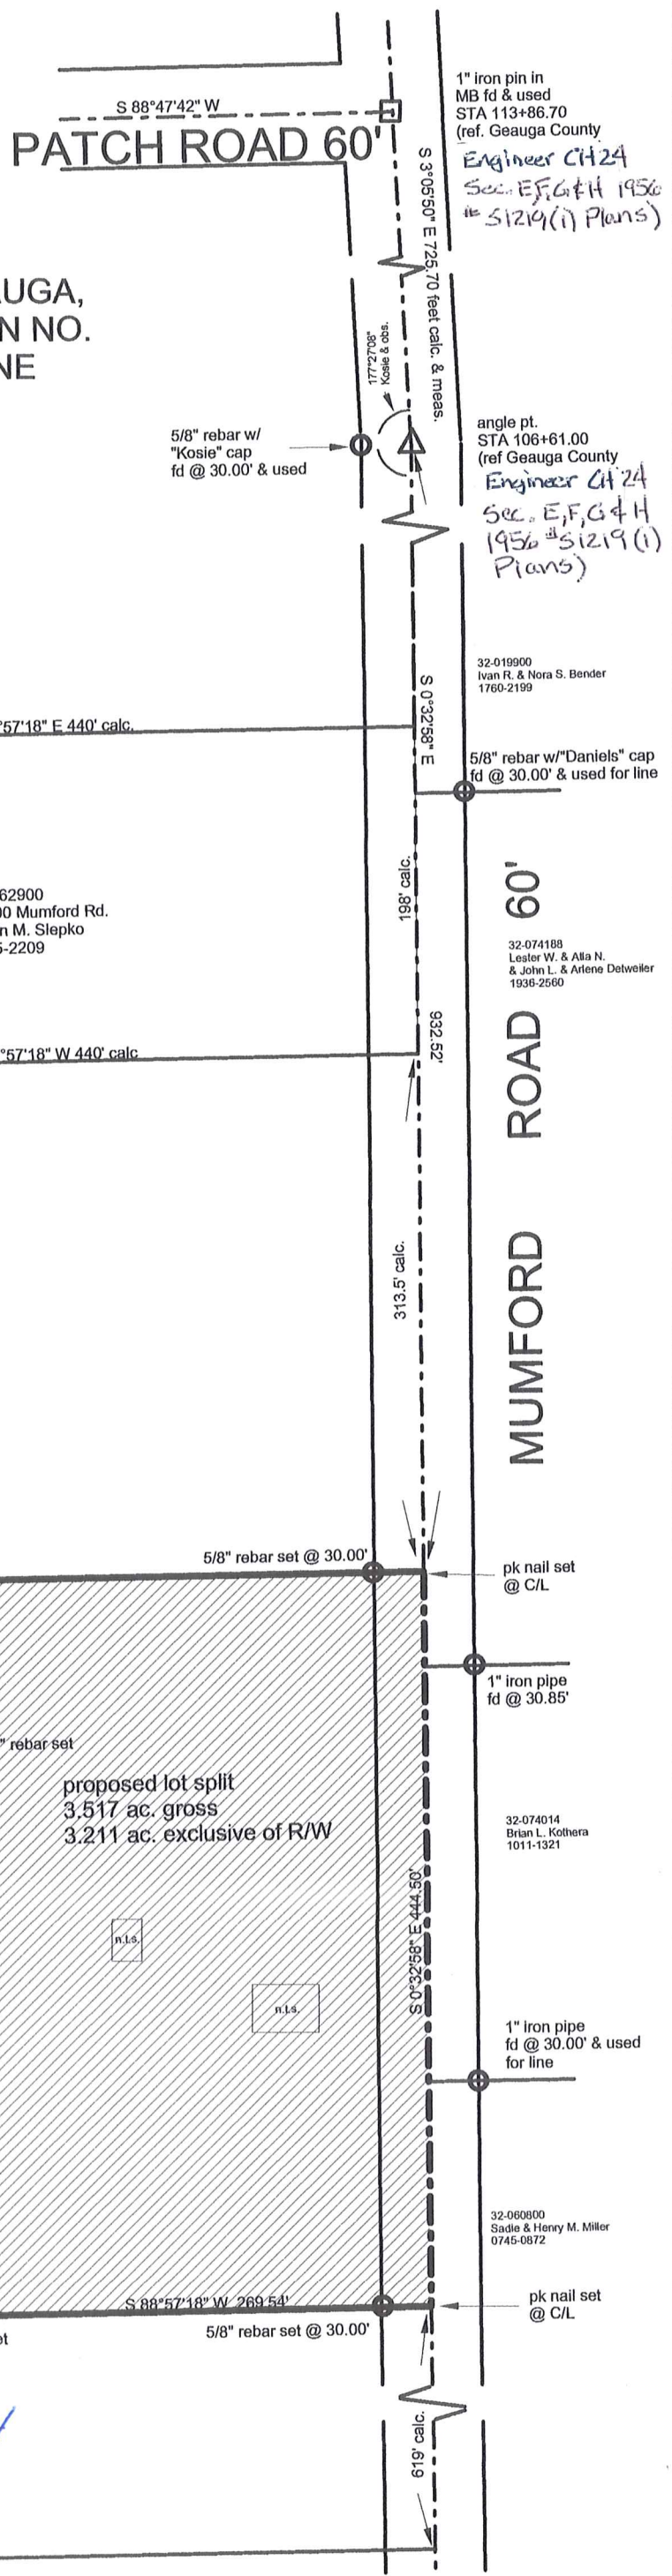 1" iron pin in
MB fd & used
STA 113+86.70
(ref. Geauga County
Engineer CH 24
Sec. E,F,G&H 1956
# S1219(i) Plans)
S 88°47'42" W
PATCH ROAD 60'
S 3°05'50" E 725.70 feet calc. & meas.
AUGA,
N NO.
NE
177°27'08"
Kosie & obs.
5/8" rebar w/
"Kosie" cap
fd @ 30.00' & used
angle pt.
STA 106+61.00
(ref Geauga County
Engineer CH 24
Sec. E,F,G & H
1956 #S1219 (i)
Plans)
32-019900
Ivan R. & Nora S. Bender
1760-2199
S 0°32'58" E
°57'18" E 440' calc.
5/8" rebar w/"Daniels" cap
fd @ 30.00' & used for line
198' calc.
62900
00 Mumford Rd.
n M. Slepko
5-2209
MUMFORD ROAD 60'
32-074188
Lester W. & Alla N.
& John L. & Arlene Detweiler
1936-2560
932.52'
°57'18" W 440' calc
313.5' calc.
5/8" rebar set @ 30.00'
pk nail set
@ C/L
1" iron pipe
fd @ 30.85'
" rebar set
proposed lot split
3.517 ac. gross
3.211 ac. exclusive of R/W
32-074014
Brian L. Kothera
1011-1321
S 0°32'58" E 444.50'
n.t.s.
n.t.s.
1" iron pipe
fd @ 30.00' & used
for line
32-060800
Sadie & Henry M. Miller
0745-0872
S 88°57'18" W 269.54'
5/8" rebar set @ 30.00'
pk nail set
@ C/L
et
619' calc.